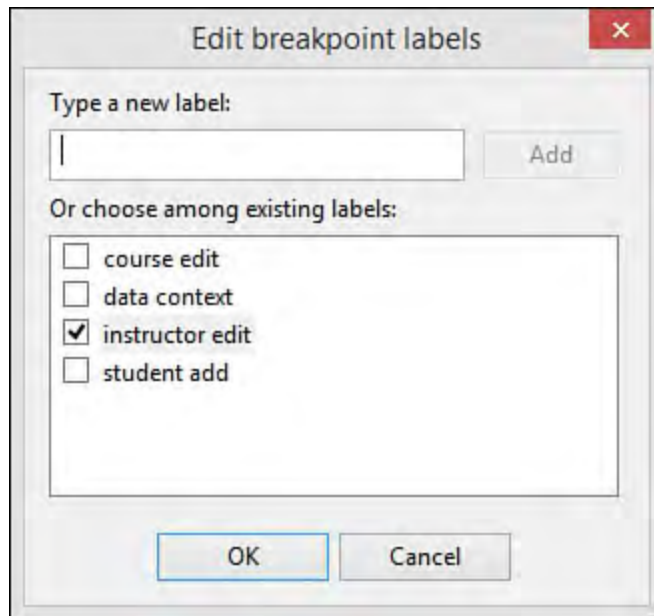 Edit breakpoint labels
Type a new label:
Add
Or choose among existing labels:
course edit
data context
instructor edit
student add
OK
Cancel